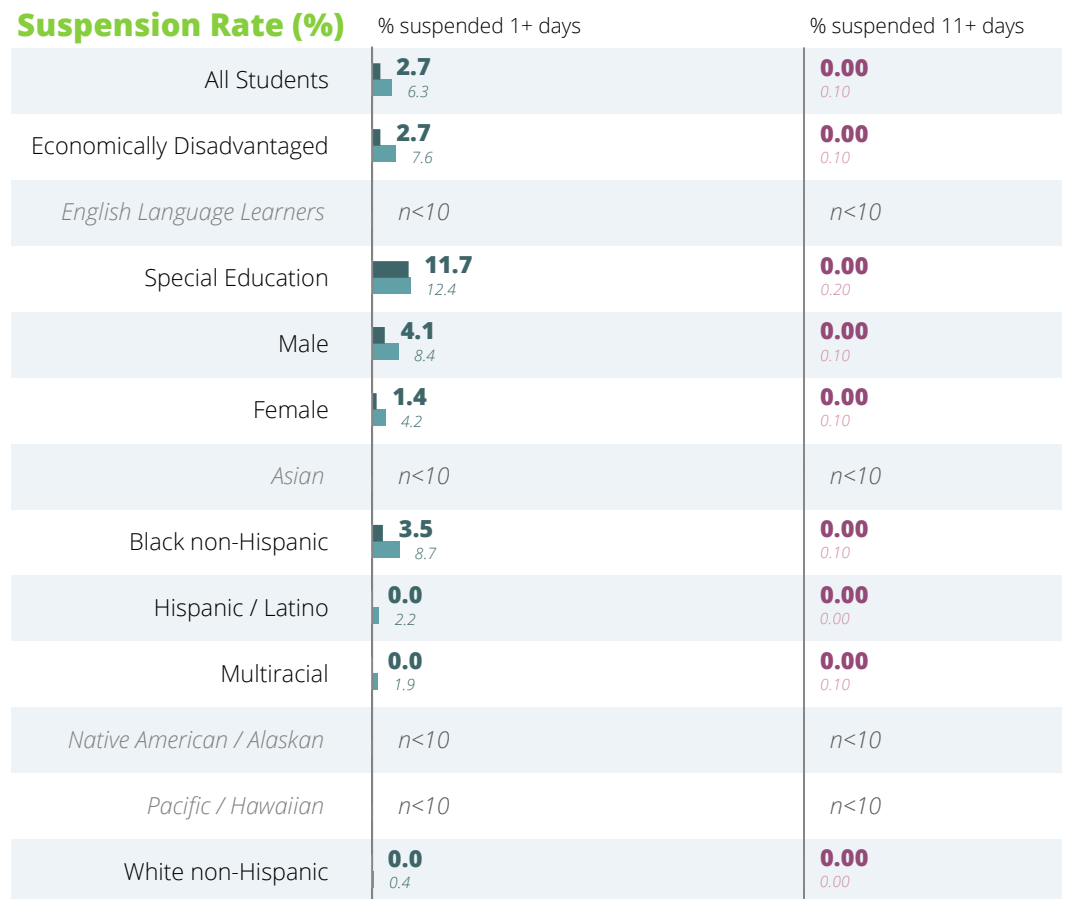 Suspension Rate (%) % suspended 1+ days % suspended 11+ days
All Students 2.7 0.00
6.3 0.10
Economically Disadvantaged 2.7 0.00
7.6 0.10
English Language Learners n<10 n<10
Special Education 11.7 0.00
12.4 0.20
Male 4.1 0.00
8.4 0.10
Female 1.4 0.00
4.2 0.10
Asian n<10 n<10
Black non-Hispanic 3.5 0.00
8.7 0.10
Hispanic / Latino 0.0 0.00
2.2 0.00
Multiracial 0.0 0.00
1.9 0.10
Native American / Alaskan n<10 n<10
Pacific / Hawaiian n<10 n<10
White non-Hispanic 0.0 0.00
0.4 0.00